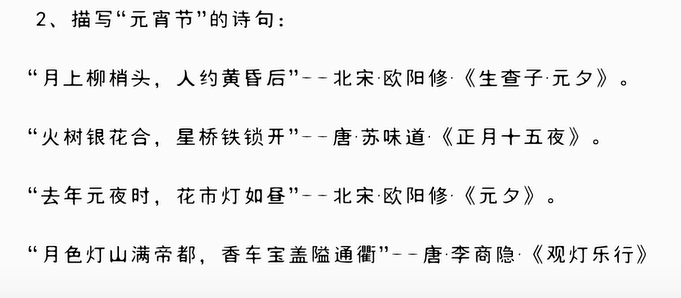 2、描写“元宵节”的诗句：
“月上柳梢头，人约黄昏后”--北宋·欧阳修·《生查子·元夕》。
“火树银花合，星桥铁锁开”--唐·苏味道·《正月十五夜》。
“去年元夜时，花市灯如昼”--北宋·欧阳修·《元夕》。
“月色灯山满帝都，香车宝盖隘通衢”--唐·李商隐·《观灯乐行》